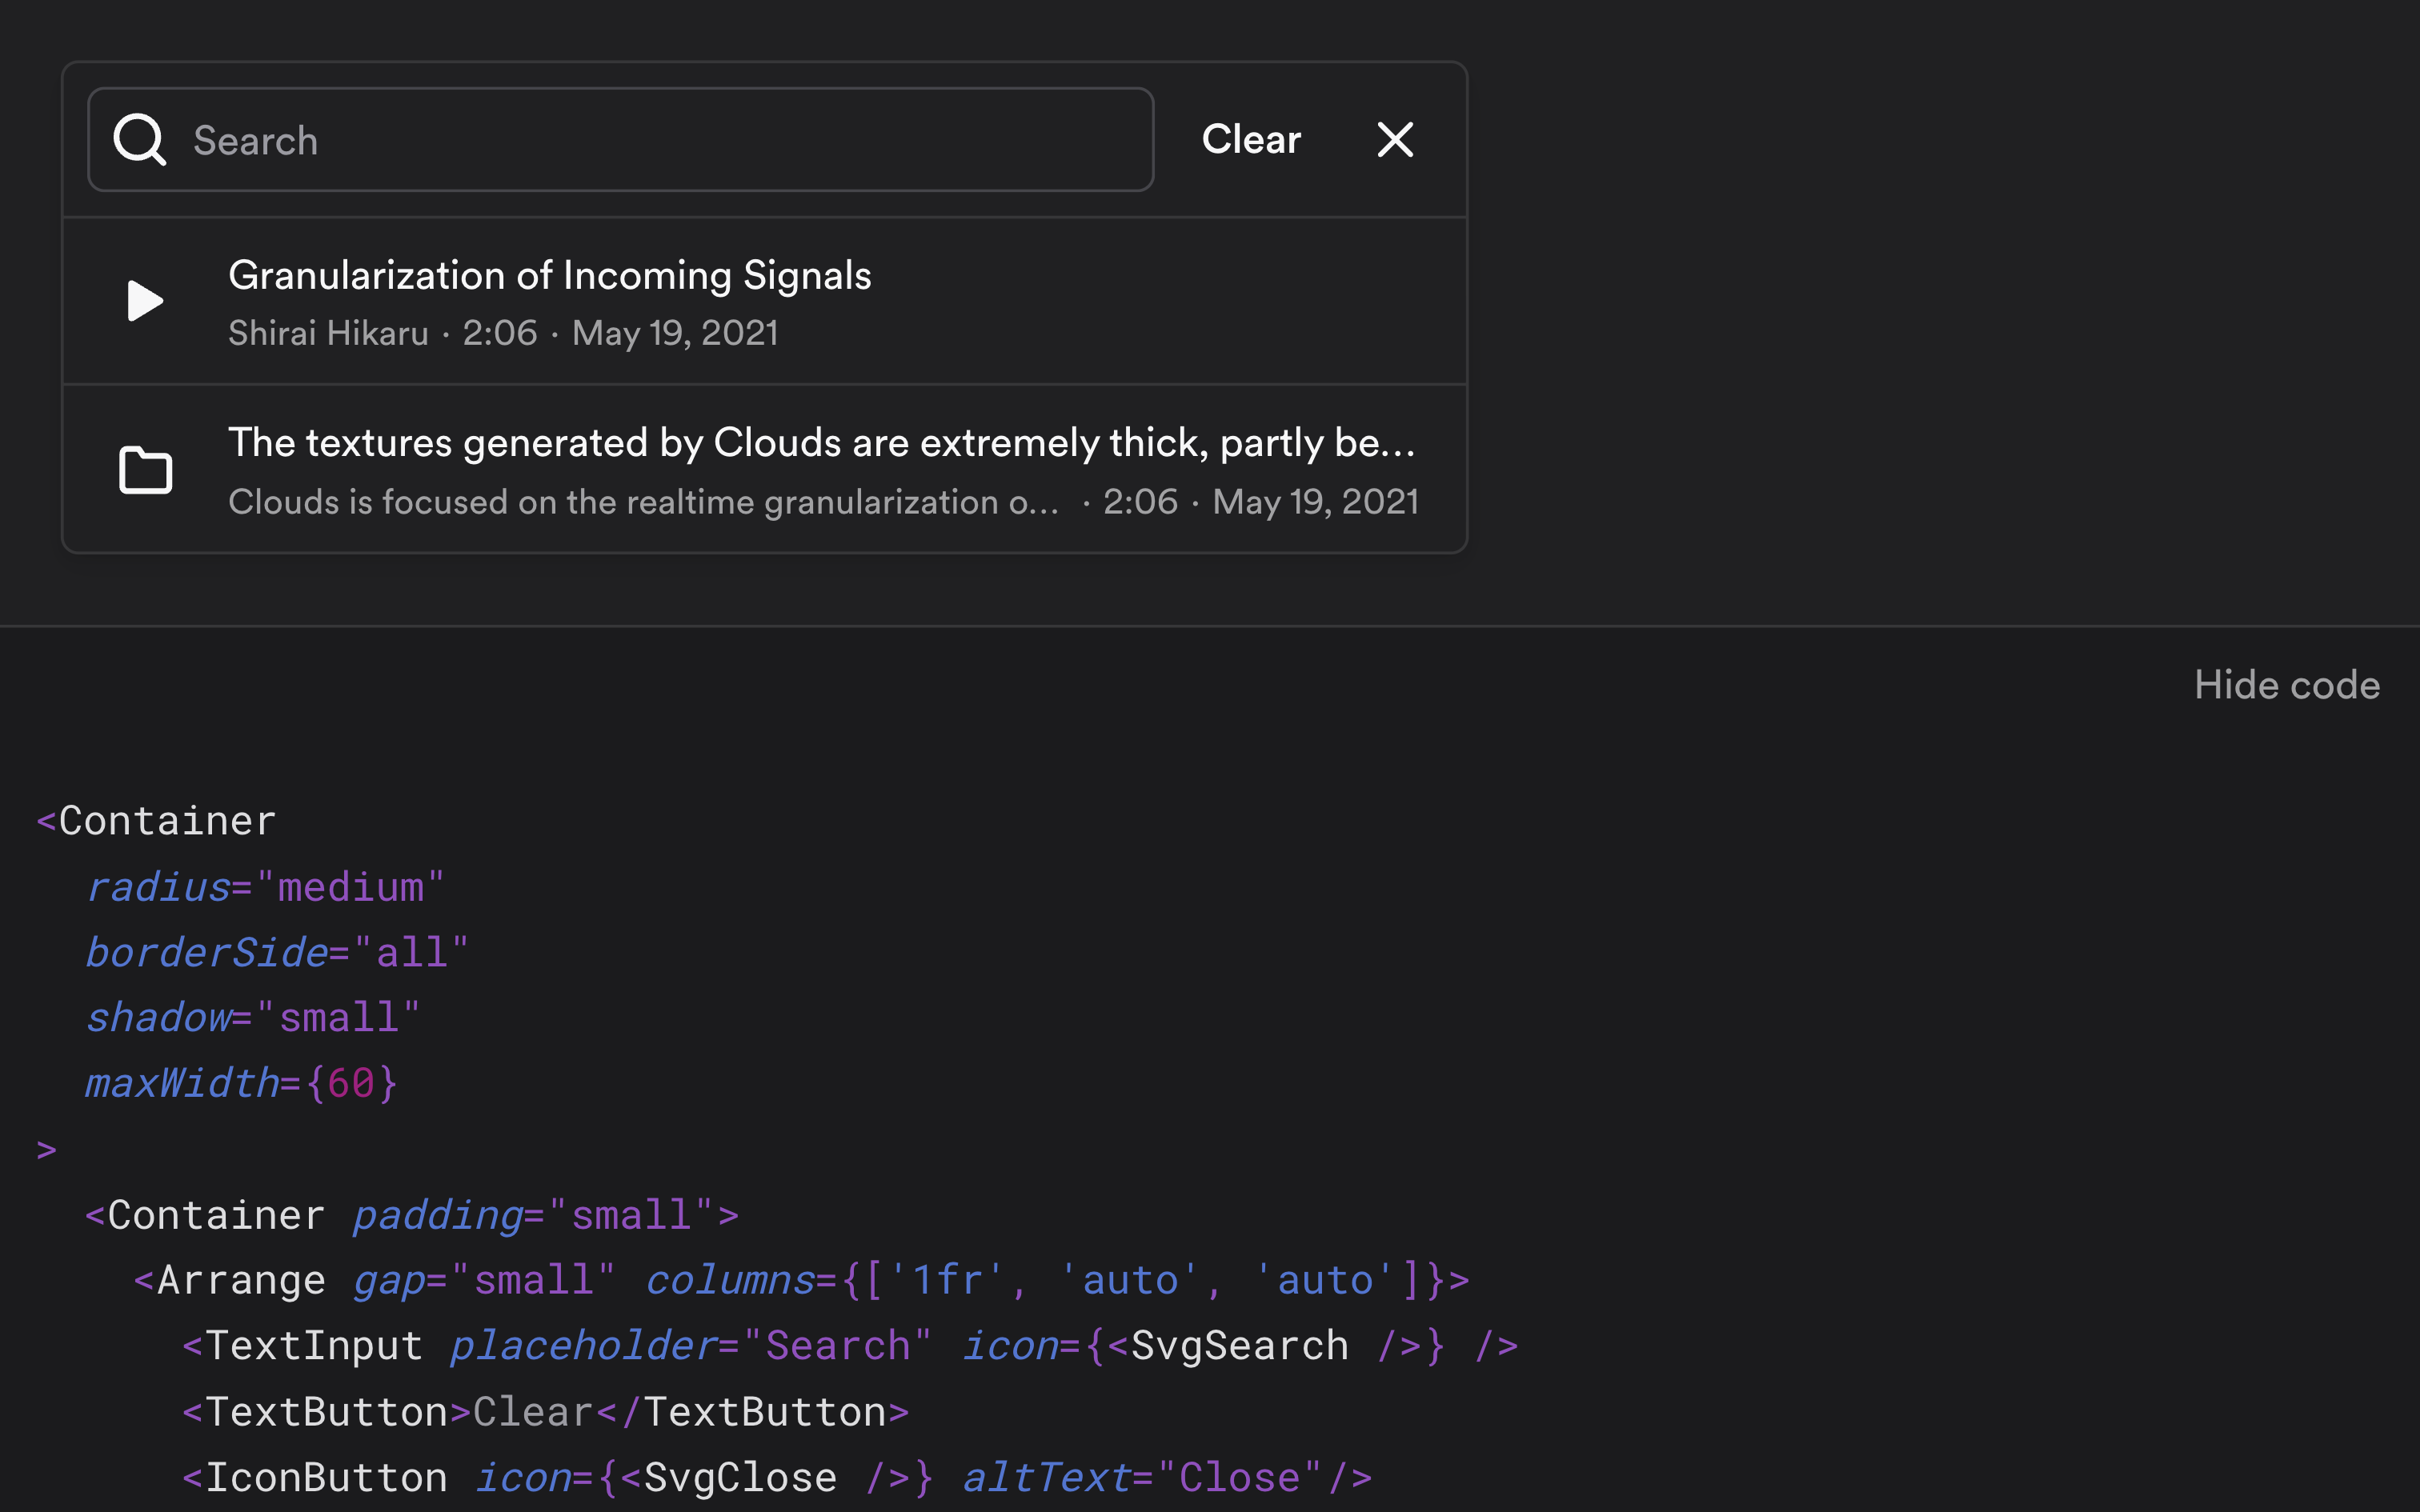 Search Clear
Granularization of Incoming Signals
Shirai Hikaru · 2:06 · May 19, 2021
The textures generated by Clouds are extremely thick, partly be...
Clouds is focused on the realtime granularization o... · 2:06 · May 19, 2021
Hide code
<Container
  radius="medium"
  borderSide="all"
  shadow="small"
  maxWidth={60}
>
  <Container padding="small">
    <Arrange gap="small" columns={['1fr', 'auto', 'auto']}>
      <TextInput placeholder="Search" icon={<SvgSearch />} />
      <TextButton>Clear</TextButton>
      <IconButton icon={<SvgClose />} altText="Close"/>